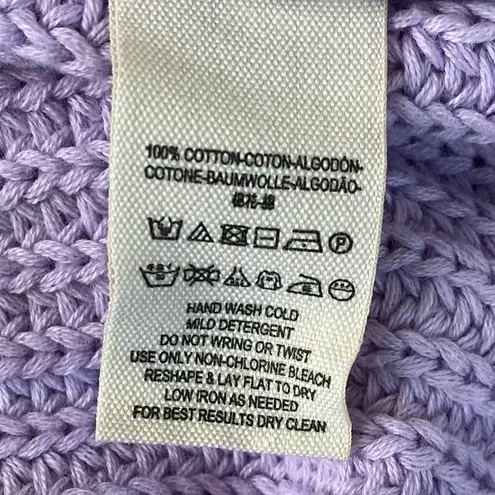 100% COTTON-COTON-ALGODÓN-
COTONE-BAUMWOLLE-ALGODÃO-
HAND WASH COLD
MILD DETERGENT
DO NOT WRING OR TWIST
USE ONLY NON-CHLORINE BLEACH
RESHAPE & LAY FLAT TO DRY
LOW IRON AS NEEDED
FOR BEST RESULTS DRY CLEAN